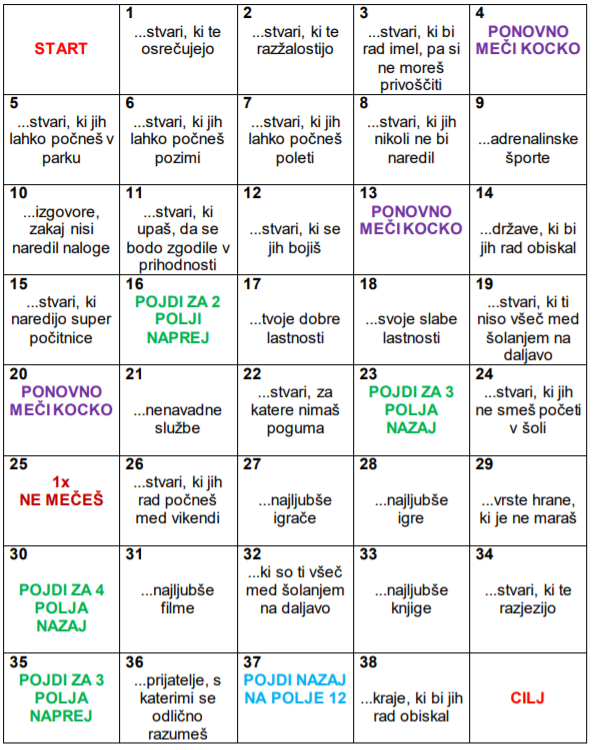 START
1
...stvari, ki te
osrečujejo
2
...stvari, ki te
razžalostijo
3
...stvari, ki bi
rad imel, pa si
ne moreš
privoščiti
4
PONOVNO
MEČI KOCKO
5
...stvari, ki jih
lahko počneš v
parku
6
...stvari, ki jih
lahko počneš
pozimi
7
...stvari, ki jih
lahko počneš
poleti
8
...stvari, ki jih
nikoli ne bi
naredil
9
...adrenalinske
športe
10
...izgovore,
zakaj nisi
naredil naloge
11
...stvari, ki
upaš, da se
bodo zgodile v
prihodnosti
12
...stvari, ki se
jih bojiš
13
PONOVNO
MEČI KOCKO
14
...države, ki bi
jih rad obiskal
15
...stvari, ki
naredijo super
počitnice
16
POJDI ZA 2
POLJI
NAPREJ
17
...tvoje dobre
lastnosti
18
...svoje slabe
lastnosti
19
...stvari, ki ti
niso všeč med
šolanjem na
daljavo
20
PONOVNO
MEČI KOCKO
21
...nenavadne
službe
22
...stvari, za
katere nimaš
poguma
23
POJDI ZA 3
POLJA
NAZAJ
24
...stvari, ki jih
ne smeš početi
v šoli
25
1x
NE MEČEŠ
26
...stvari, ki jih
rad počneš
med vikendi
27
...najljubše
igrače
28
...najljubše
igre
29
...vrste hrane,
ki je ne maraš
30
POJDI ZA 4
POLJA
NAZAJ
31
...najljubše
filme
32
...ki so ti všeč
med šolanjem
na daljavo
33
...najljubše
knjige
34
...stvari, ki te
razjezijo
35
POJDI ZA 3
POLJA
NAPREJ
36
...prijatelje, s
katerimi se
odlično
razumeš
37
POJDI NAZAJ
NA POLJE 12
38
...kraje, ki bi jih
rad obiskal
CILJ